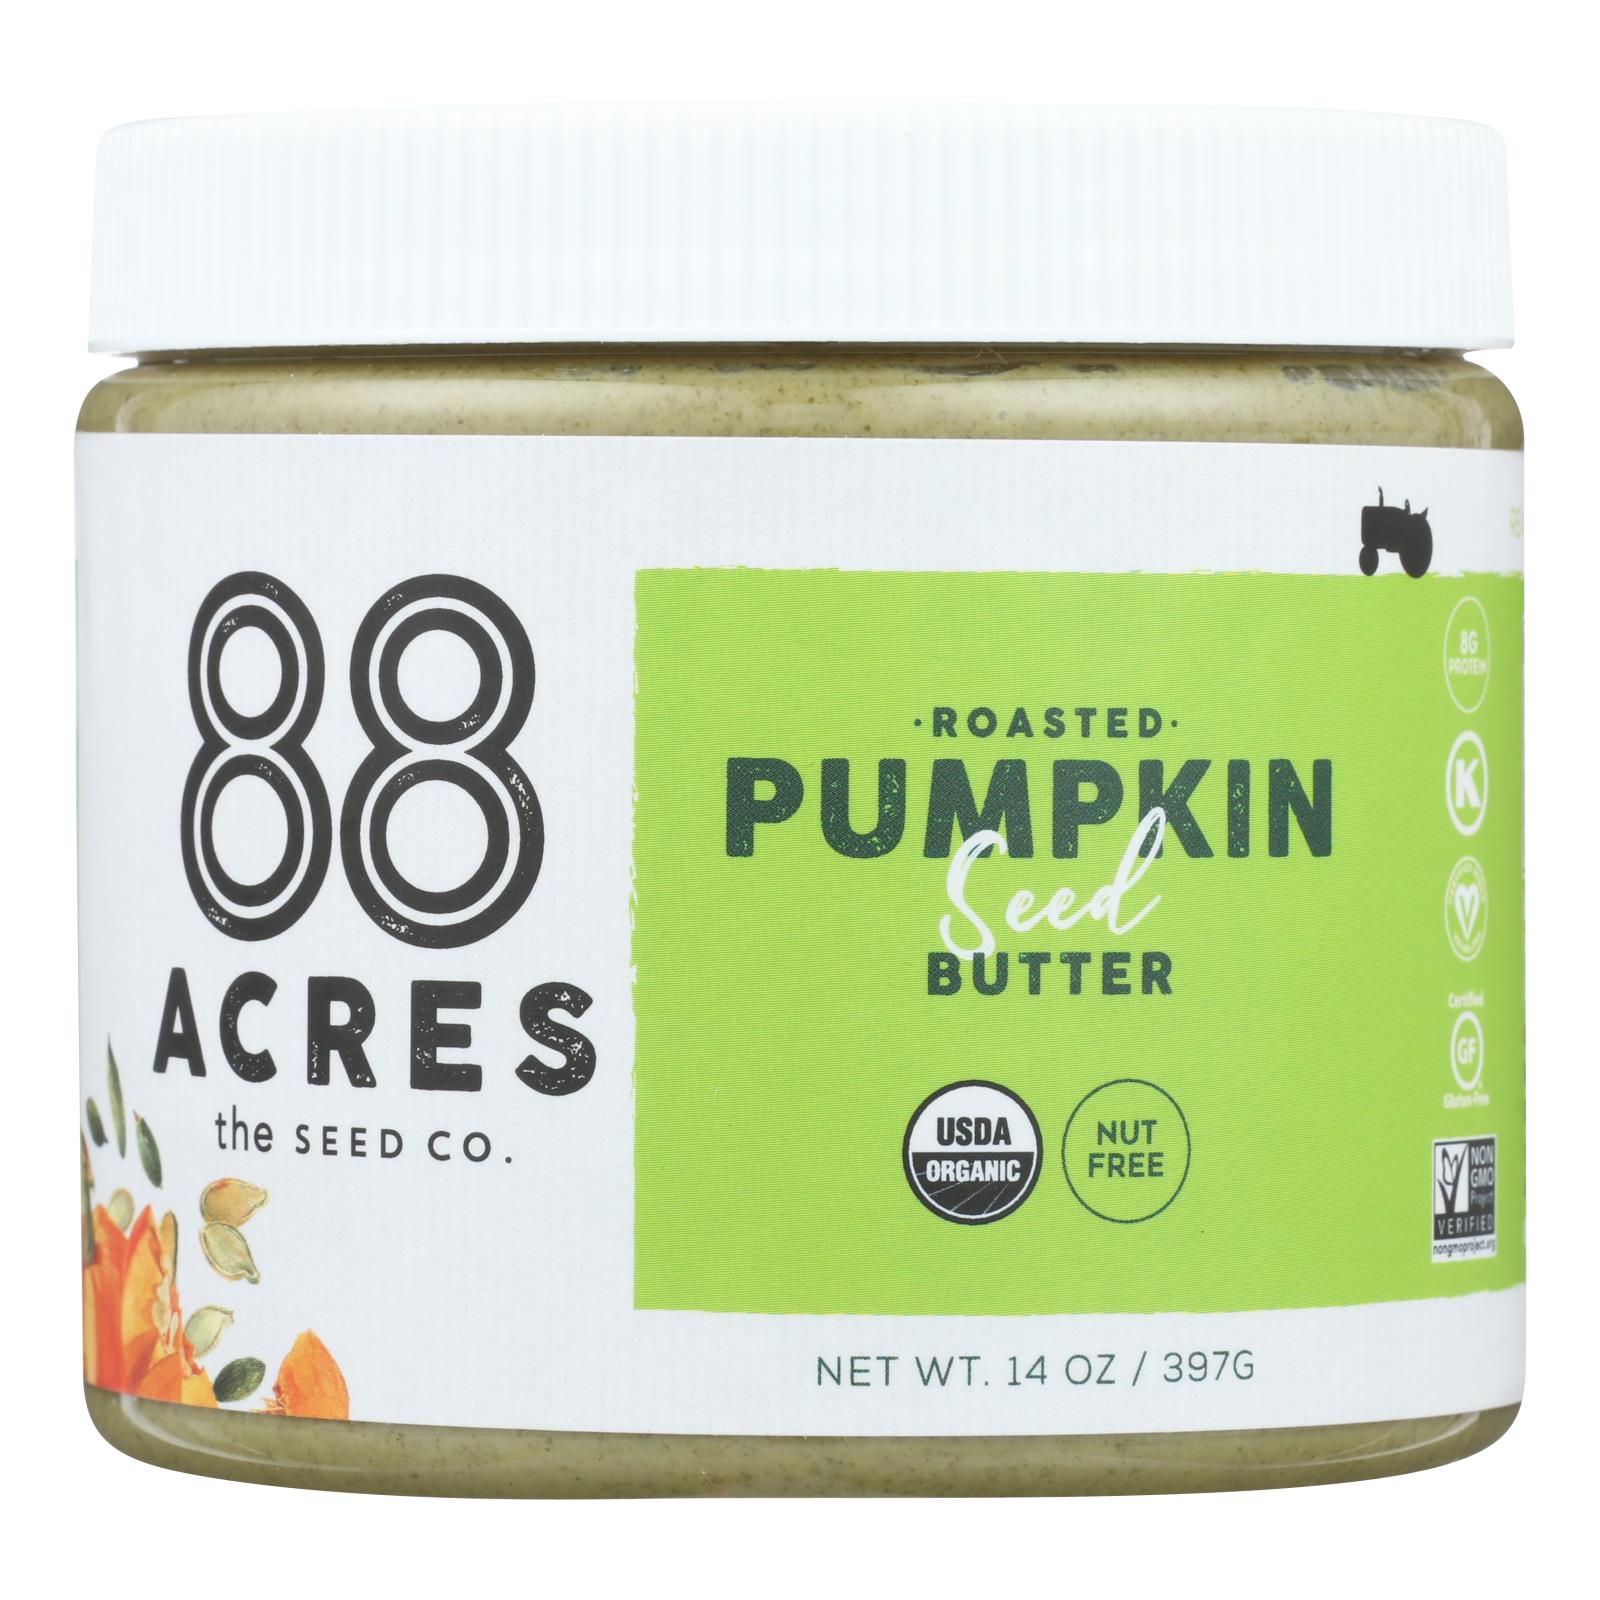 88
ACRES
the SEED CO.
·ROASTED·
PUMPKIN
Seed
BUTTER
USDA
ORGANIC
NUT
FREE
NET WT. 14 OZ / 397G
8G
PROTEIN
K
V
Certified
GF
Gluten-Free
NON
GMO
Project
VERIFIED
nongmoproject.org